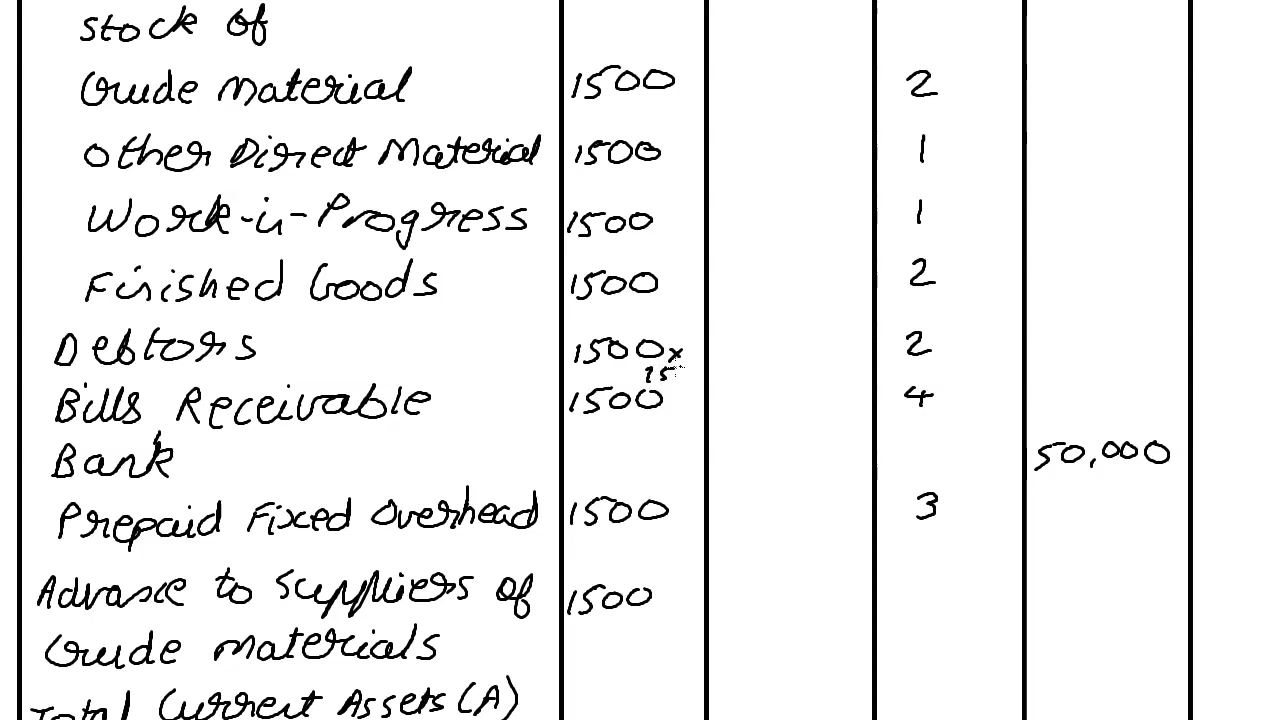 Stock of
Crude Material 1500 2
Other Direct Material 1500 1
Work-in-Progress 1500 1
Finished Goods 1500 2
Debtors 1500x 2
15
Bills Receivable 1500 4
Bank 50,000
Prepaid Fixed Overhead 1500 3
Advance to Suppliers of 1500
Crude Materials
Total Current Assets (A)